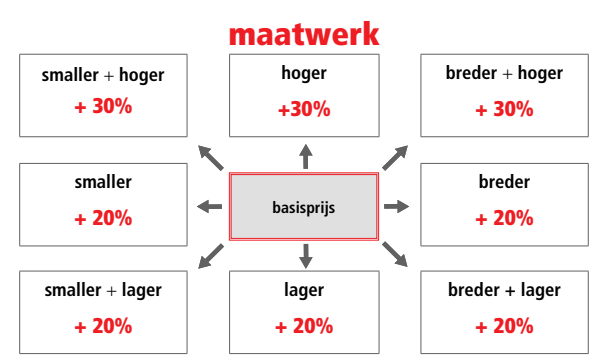 maatwerk
smaller + hoger
+ 30%
hoger
+30%
breder + hoger
+ 30%
smaller
+ 20%
basisprijs
breder
+ 20%
smaller + lager
+ 20%
lager
+ 20%
breder + lager
+ 20%